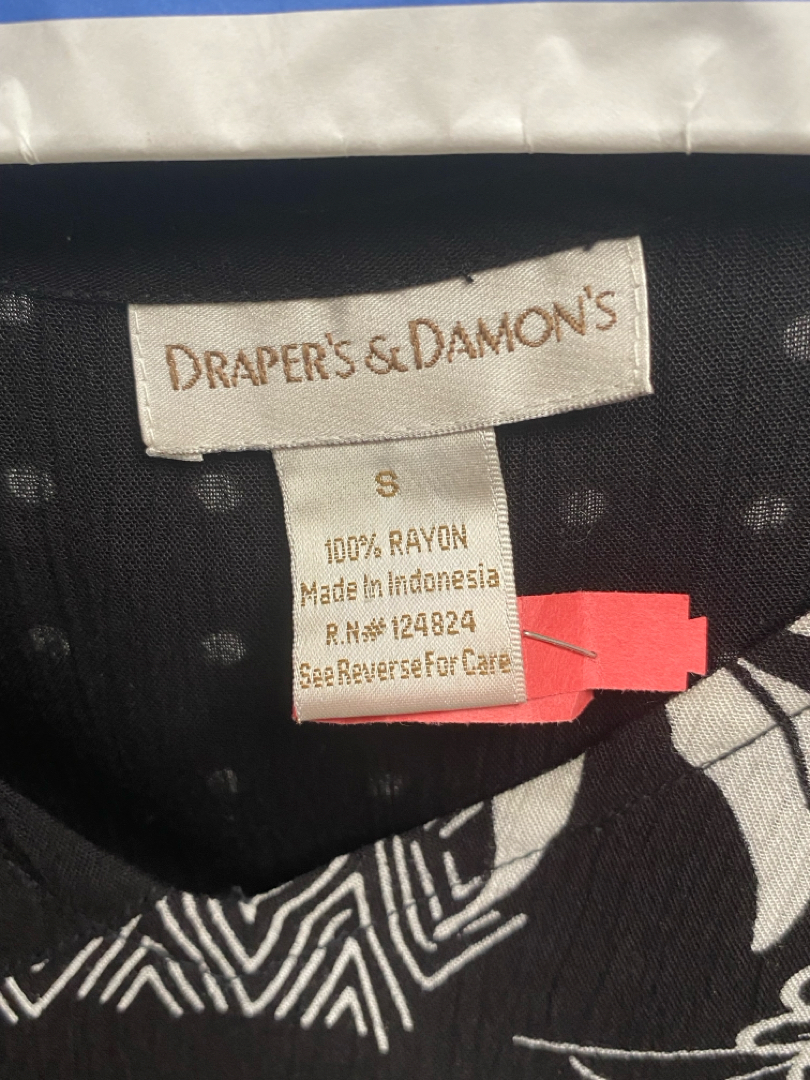 DRAPER'S & DAMON'S
S
100% RAYON
Made In Indonesia
R.N.# 124824
See Reverse For Care